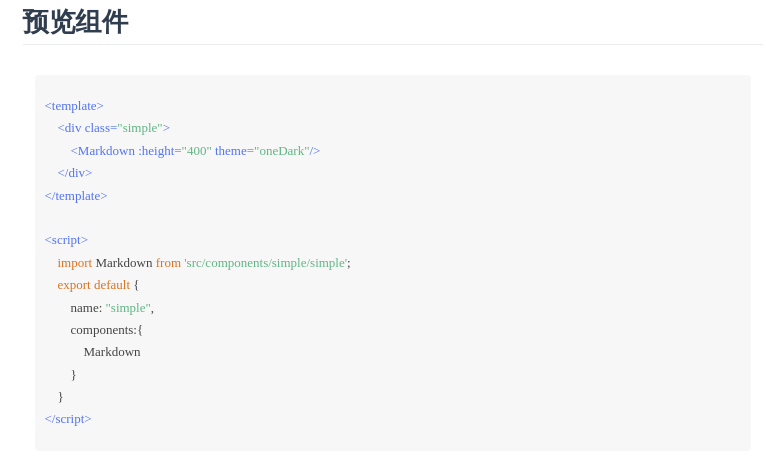 预览组件
<template>
    <div class="simple">
        <Markdown :height="400" theme="oneDark"/>
    </div>
</template>

<script>
    import Markdown from 'src/components/simple/simple';
    export default {
        name: "simple",
        components:{
            Markdown
        }
    }
</script>